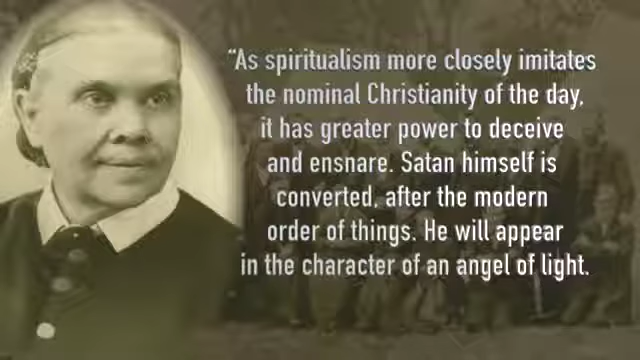 “As spiritualism more closely imitates
the nominal Christianity of the day,
it has greater power to deceive
and ensnare. Satan himself is
converted, after the modern
order of things. He will appear
in the character of an angel of light.